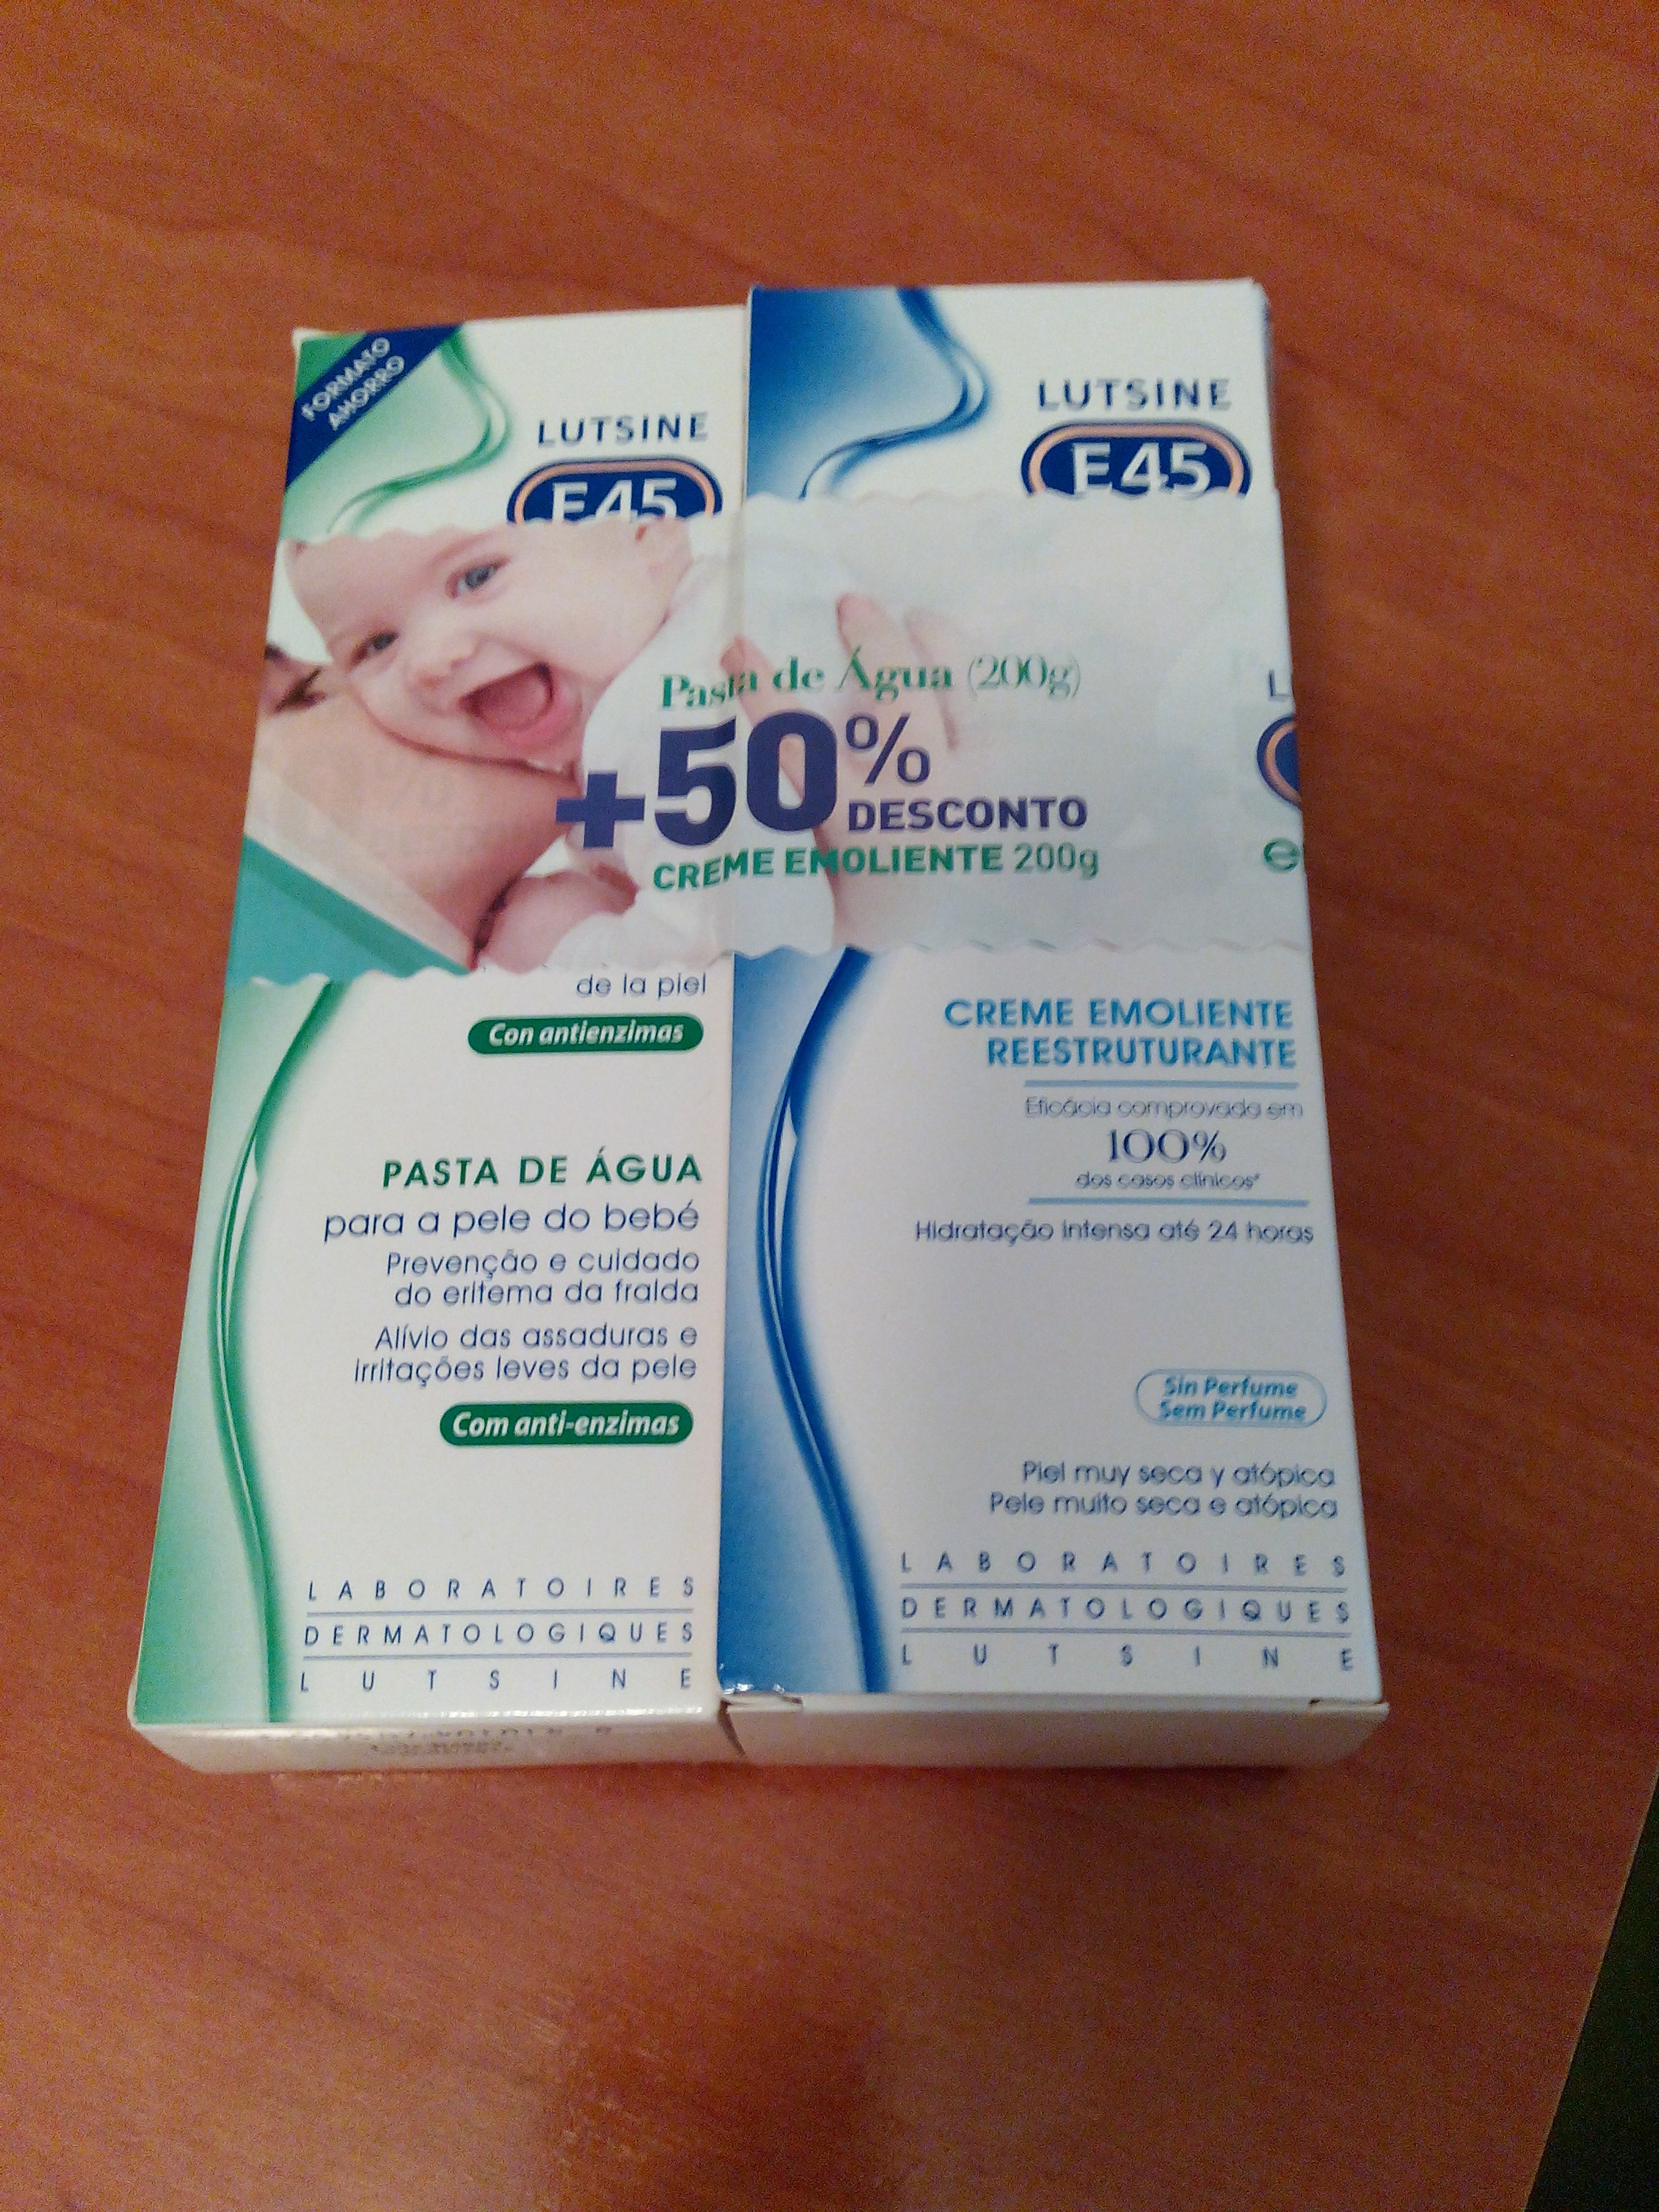 FORMATO
AHORRO
LUTSINE
E45
LUTSINE
E45
Pasta de Água (200g)
+50%
DESCONTO
CREME EMOLIENTE 200g
L
e
de la piel
Con antienzimas
PASTA DE ÁGUA
para a pele do bebé
Prevenção e cuidado
do eritema da fralda
Alívio das assaduras e
irritações leves da pele
Com anti-enzimas
LABORATOIRES
DERMATOLOGIQUES
LUTSINE
CREME EMOLIENTE
REESTRUTURANTE
Eficácia comprovada em
100%
dos casos clínicos*
Hidratação intensa até 24 horas
Sin Perfume
Sem Perfume
Piel muy seca y atópica
Pele muito seca e atópica
LABORATOIRES
DERMATOLOGIQUES
LUTSINE